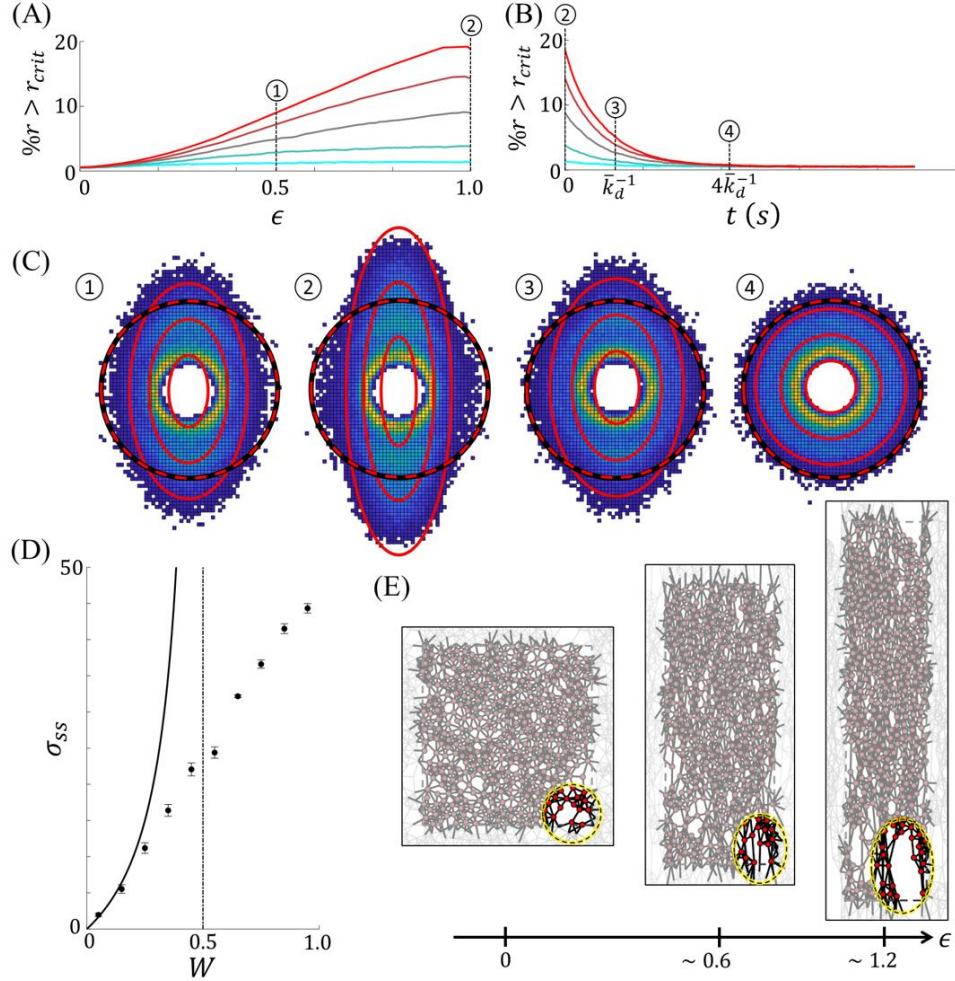 (A)
②
20
%r > r_crit
10
0
①
0
0.5
1.0
ϵ
(B)
②
20
%r > r_crit
10
0
③
④
0
k̄_d⁻¹
4k̄_d⁻¹
t (s)
(C)
①
②
③
④
(D)
50
σ_ss
0
0
0.5
1.0
W
(E)
0
~ 0.6
~ 1.2
ϵ